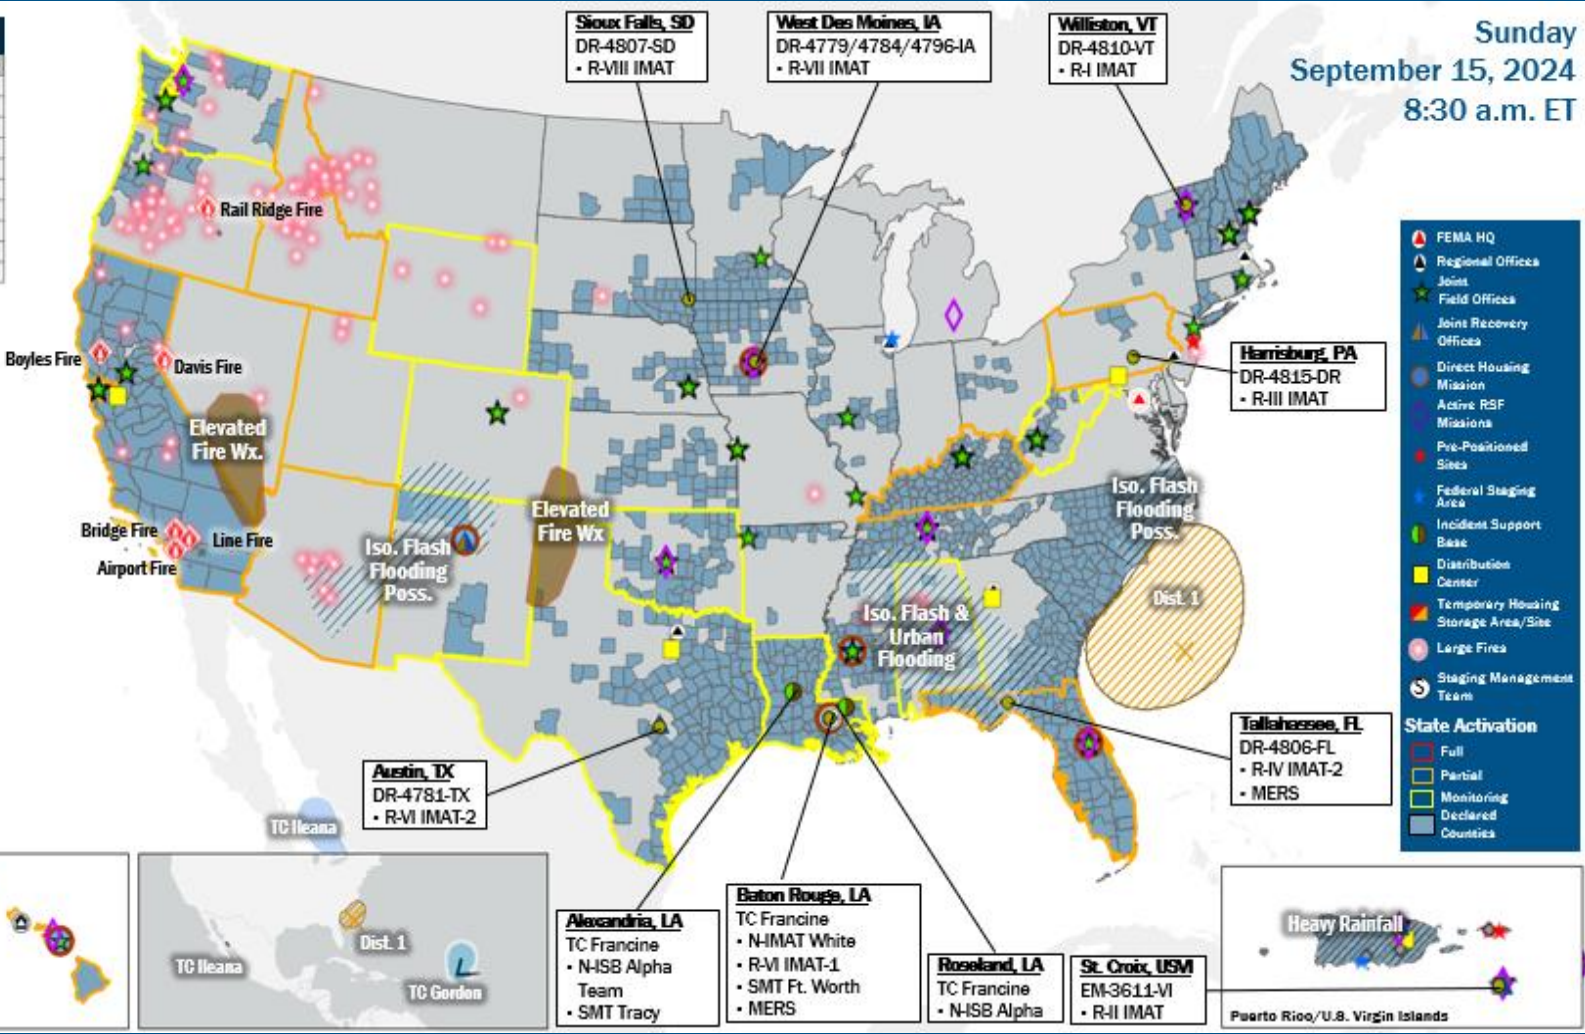 Sunday
September 15, 2024
8:30 a.m. ET
Sioux Falls, SD
DR-4807-SD
• R-VIII IMAT
West Des Moines, IA
DR-4779/4784/4796-IA
• R-VII IMAT
Williston, VT
DR-4810-VT
• R-I IMAT
Rail Ridge Fire
Boyles Fire
Davis Fire
Elevated
Fire Wx.
Bridge Fire
Line Fire
Airport Fire
Iso. Flash
Flooding
Poss.
Elevated
Fire Wx
Iso. Flash &
Urban
Flooding
Iso. Flash
Flooding
Poss.
Dist. 1
Harrisburg, PA
DR-4815-DR
• R-III IMAT
FEMA HQ
Regional Offices
Joint
Field Offices
Joint Recovery
Offices
Direct Housing
Mission
Active RSF
Missions
Pre-Positioned
Sites
Federal Staging
Area
Incident Support
Base
Distribution
Center
Temporary Housing
Storage Area/Site
Large Fires
S
Staging Management
Team
State Activation
Full
Partial
Monitoring
Declared
Counties
Tallahassee, FL
DR-4806-FL
• R-IV IMAT-2
• MERS
Austin, TX
DR-4781-TX
• R-VI IMAT-2
TC Ileana
TC Ileana
Dist. 1
TC Gordon
Alexandria, LA
TC Francine
• N-ISB Alpha
Team
• SMT Tracy
Baton Rouge, LA
TC Francine
• N-IMAT White
• R-VI IMAT-1
• SMT Ft. Worth
• MERS
Roseland, LA
TC Francine
• N-ISB Alpha
St. Croix, USVI
EM-3611-VI
• R-II IMAT
Heavy Rainfall
Puerto Rico/U.S. Virgin Islands